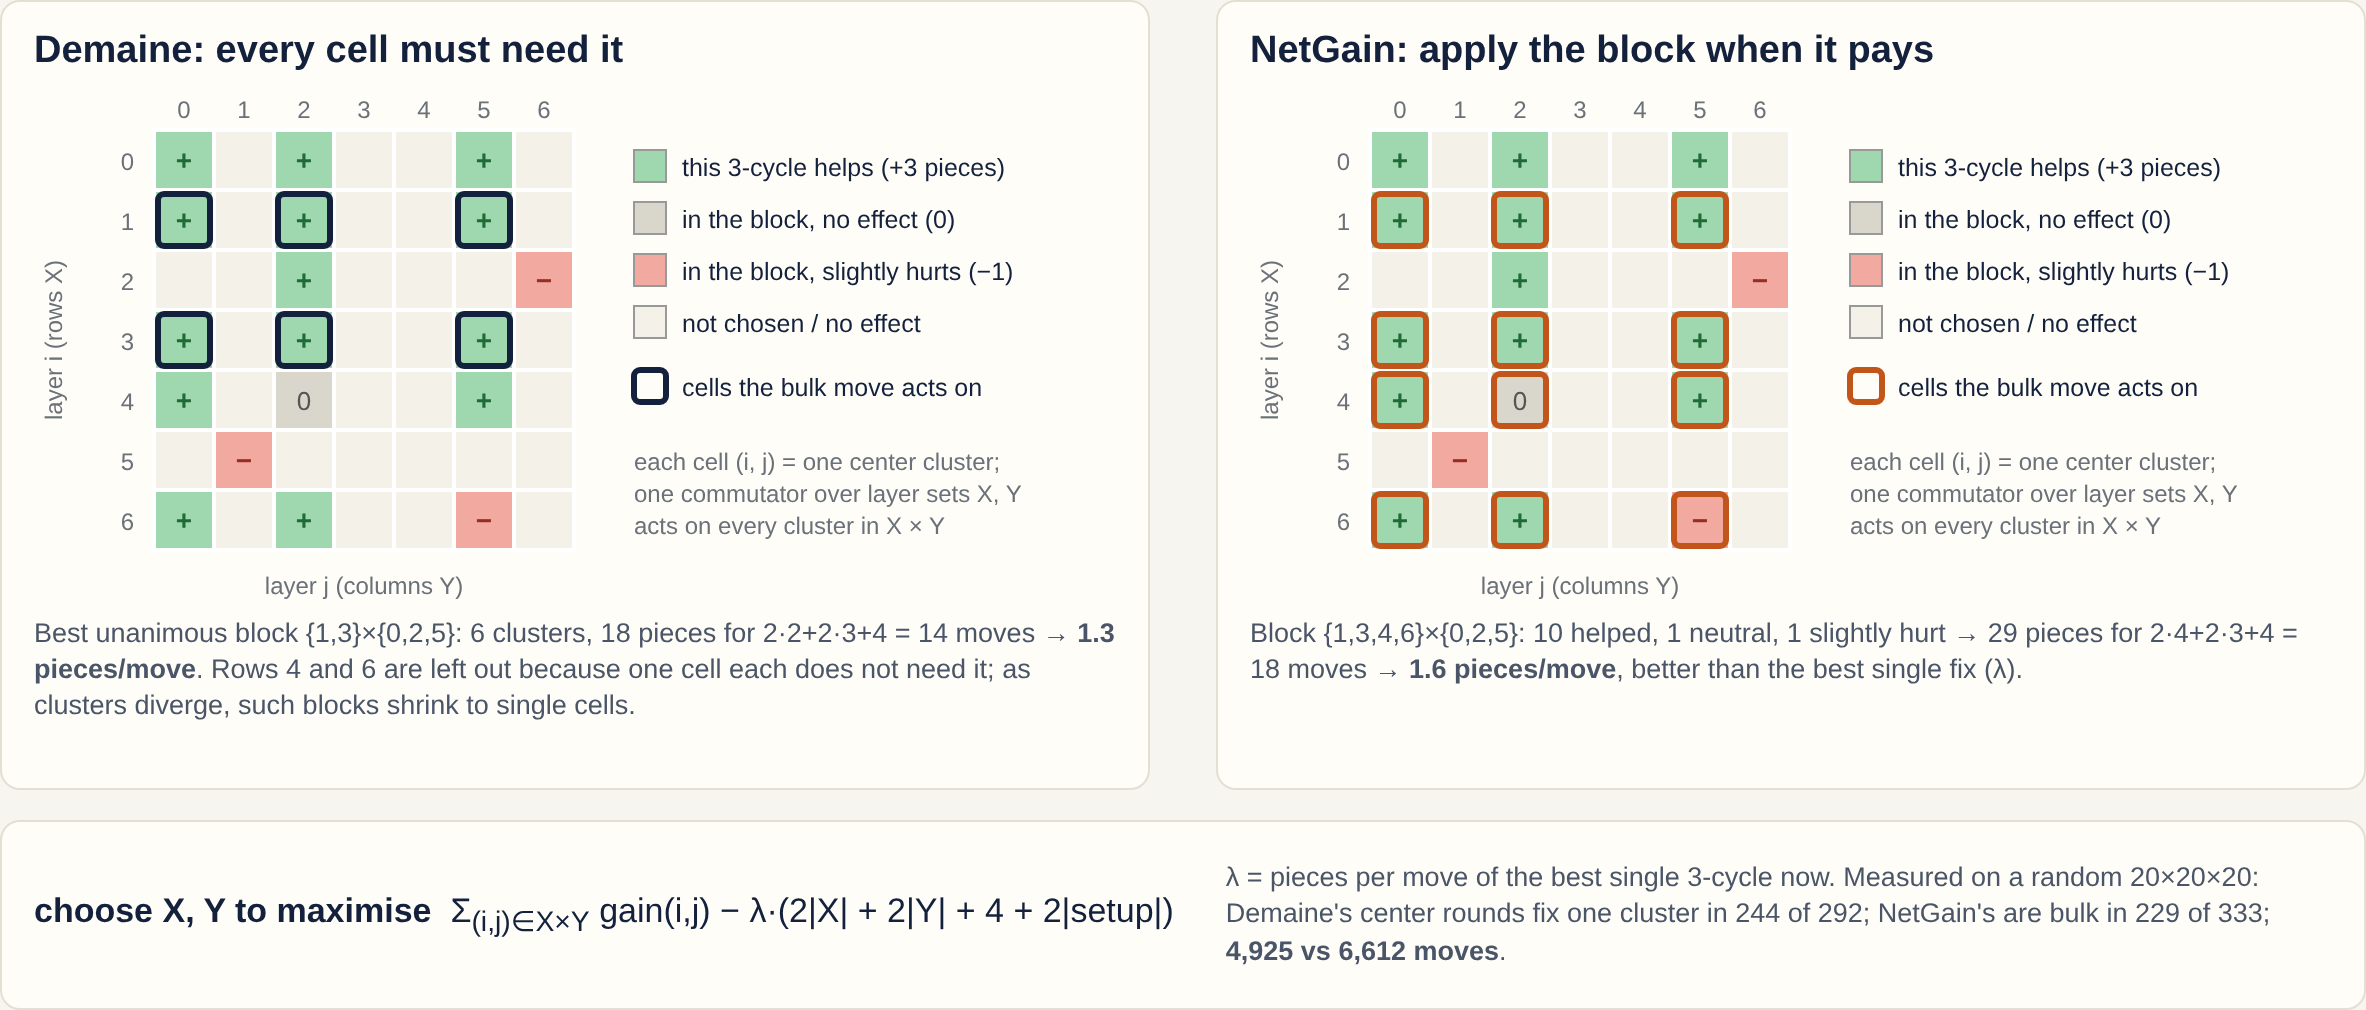 Demaine: every cell must need it
0 1 2 3 4 5 6
0 + + +
1 + + +
2 + −
3 + + +
4 + 0 +
5 −
6 + + −
layer i (rows X)
layer j (columns Y)
this 3-cycle helps (+3 pieces)
in the block, no effect (0)
in the block, slightly hurts (−1)
not chosen / no effect
cells the bulk move acts on
each cell (i, j) = one center cluster;
one commutator over layer sets X, Y
acts on every cluster in X × Y
Best unanimous block {1,3}×{0,2,5}: 6 clusters, 18 pieces for 2·2+2·3+4 = 14 moves → 1.3
pieces/move. Rows 4 and 6 are left out because one cell each does not need it; as
clusters diverge, such blocks shrink to single cells.
NetGain: apply the block when it pays
0 1 2 3 4 5 6
0 + + +
1 + + +
2 + −
3 + + +
4 + 0 +
5 −
6 + + −
layer i (rows X)
layer j (columns Y)
this 3-cycle helps (+3 pieces)
in the block, no effect (0)
in the block, slightly hurts (−1)
not chosen / no effect
cells the bulk move acts on
each cell (i, j) = one center cluster;
one commutator over layer sets X, Y
acts on every cluster in X × Y
Block {1,3,4,6}×{0,2,5}: 10 helped, 1 neutral, 1 slightly hurt → 29 pieces for 2·4+2·3+4 =
18 moves → 1.6 pieces/move, better than the best single fix (λ).
choose X, Y to maximise Σ(i,j)∈X×Y gain(i,j) − λ·(2|X| + 2|Y| + 4 + 2|setup|)
λ = pieces per move of the best single 3-cycle now. Measured on a random 20×20×20:
Demaine's center rounds fix one cluster in 244 of 292; NetGain's are bulk in 229 of 333;
4,925 vs 6,612 moves.